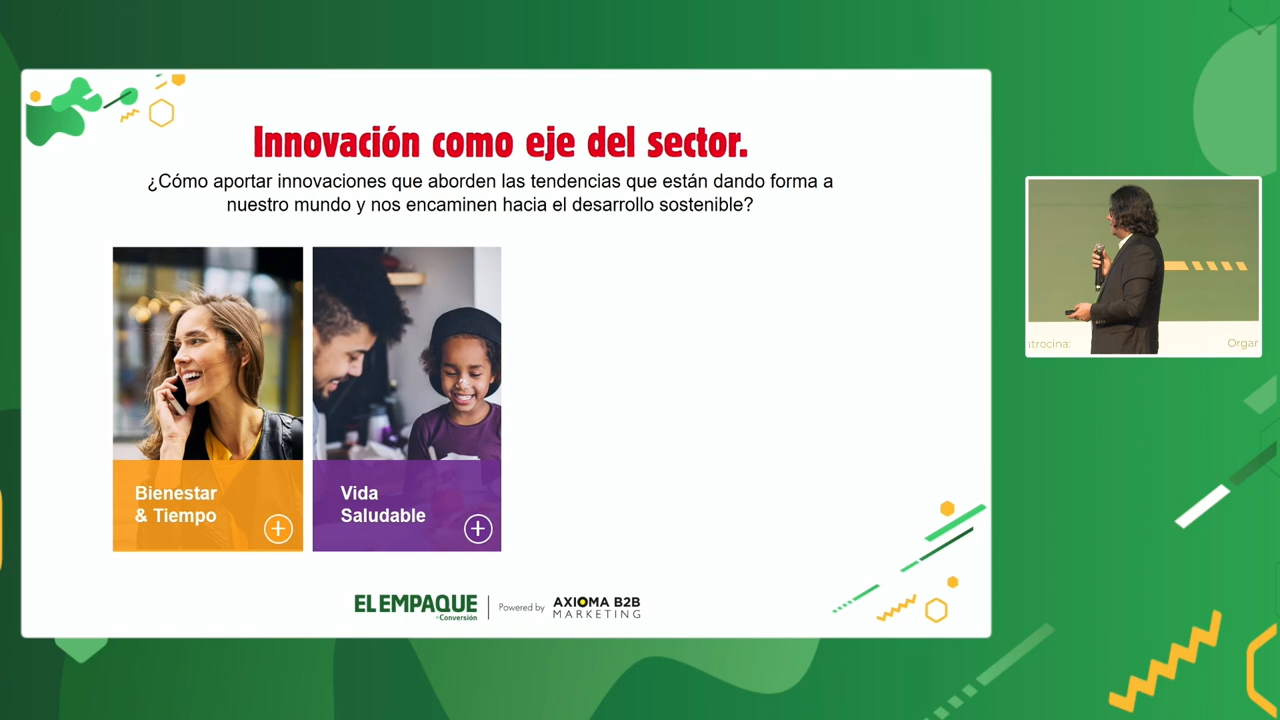 Innovación como eje del sector.
¿Cómo aportar innovaciones que aborden las tendencias que están dando forma a
nuestro mundo y nos encaminen hacia el desarrollo sostenible?
Bienestar
& Tiempo
Vida
Saludable
EL EMPAQUE
+Conversión
Powered by
AXIOMA B2B
MARKETING
atrocina:
Orgar